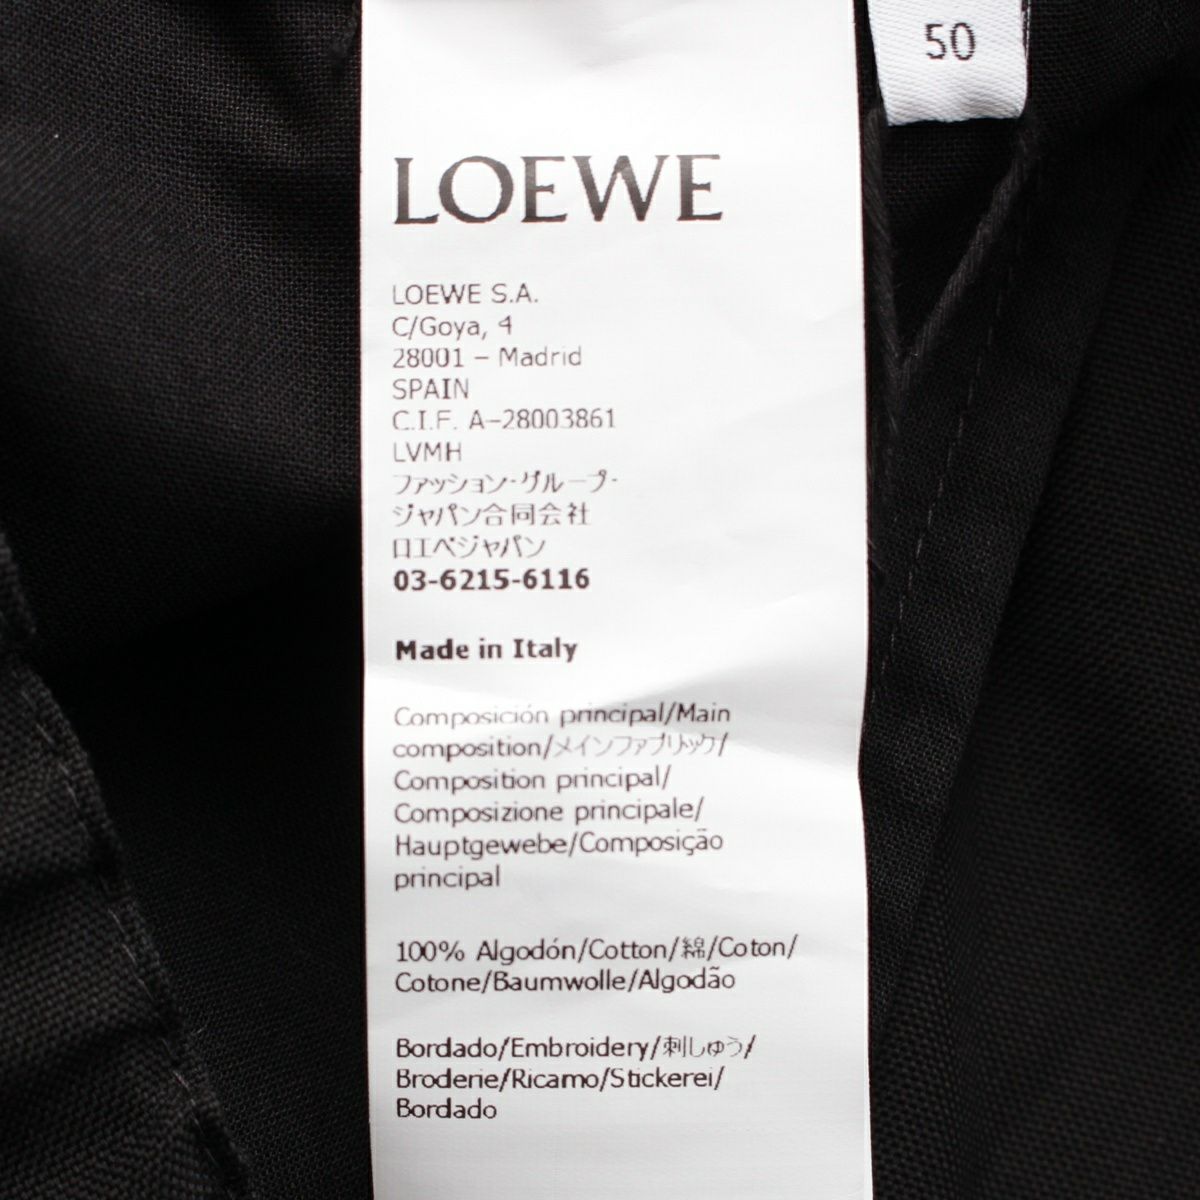 50
LOEWE
LOEWE S.A.
C/Goya, 4
28001 – Madrid
SPAIN
C.I.F. A-28003861
LVMH
ファッション・グループ・
ジャパン合同会社
ロエベジャパン
03-6215-6116
Made in Italy
Composición principal/Main
composition/メインファブリック/
Composition principal/
Composizione principale/
Hauptgewebe/Composição
principal
100% Algodón/Cotton/綿/Coton/
Cotone/Baumwolle/Algodão
Bordado/Embroidery/刺しゅう/
Broderie/Ricamo/Stickerei/
Bordado